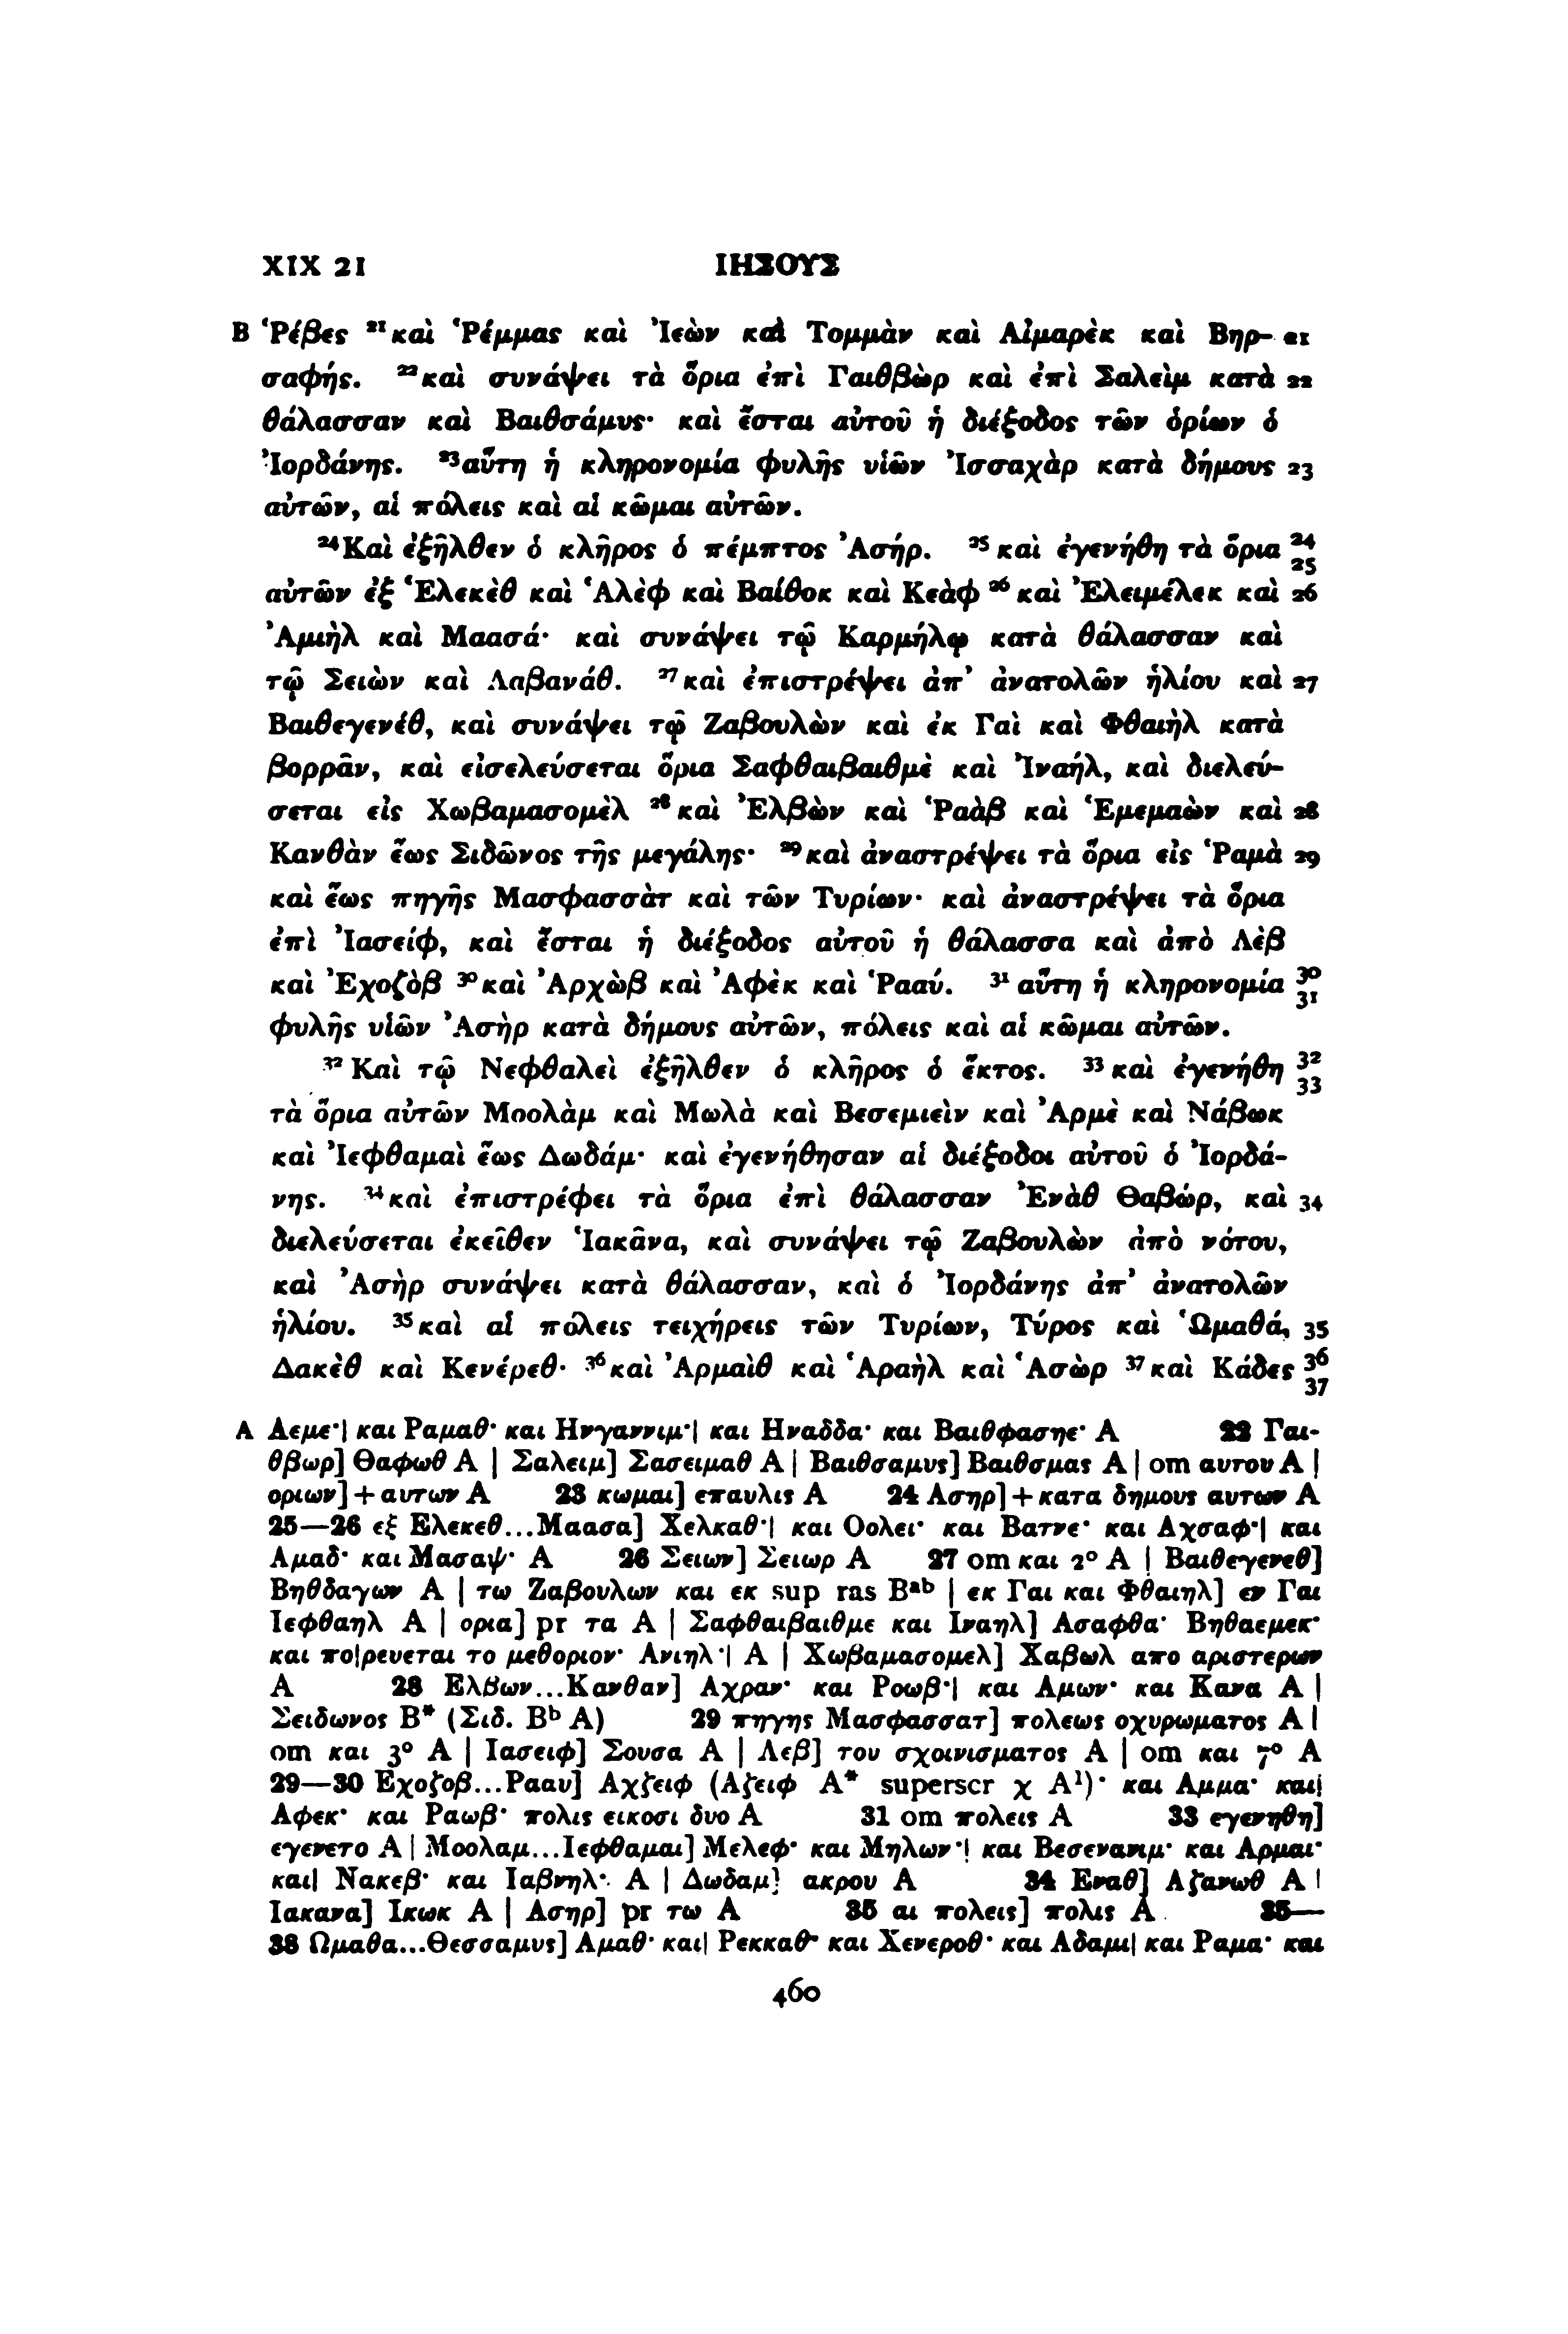 XIX 21 ΙΗΣΟΥΣ
B Ῥέβες ²¹καὶ Ῥέμμας καὶ Ἰεὼν καὶ Τομμὰν καὶ Αἰμαρὲκ καὶ Βηρ- 21
σαφής. ²²καὶ συνάψει τὰ ὅρια ἐπὶ Γαιθβὼρ καὶ ἐπὶ Σαλεὶμ κατὰ 22
θάλασσαν καὶ Βαιθσάμυς· καὶ ἔσται αὐτοῦ ἡ διέξοδος τῶν ὁρίων ὁ
Ἰορδάνης. ²³αὕτη ἡ κληρονομία φυλῆς υἱῶν Ἰσσαχὰρ κατὰ δήμους 23
αὐτῶν, αἱ πόλεις καὶ αἱ κῶμαι αὐτῶν.
²⁴Καὶ ἐξῆλθεν ὁ κλῆρος ὁ πέμπτος Ἀσήρ. ²⁵καὶ ἐγενήθη τὰ ὅρια 24 25
αὐτῶν ἐξ Ἑλεκὲθ καὶ Ἁλὲφ καὶ Βαίθοκ καὶ Κεὰφ ²⁶καὶ Ἐλειμέλεκ καὶ 26
Ἀμιὴλ καὶ Μαασά· καὶ συνάψει τῷ Καρμήλῳ κατὰ θάλασσαν καὶ
τῷ Σειὼν καὶ Λαβανάθ. ²⁷καὶ ἐπιστρέψει ἀπ’ ἀνατολῶν ἡλίου καὶ 27
Βαιθεγενέθ, καὶ συνάψει τῷ Ζαβουλὼν καὶ ἐκ Γαὶ καὶ Φθαιὴλ κατὰ
βορρᾶν, καὶ εἰσελεύσεται ὅρια Σαφθαιβαιθμὲ καὶ Ἰναήλ, καὶ διελεύ-
σεται εἰς Χωβαμασομὲλ ²⁸καὶ Ἐλβὼν καὶ Ῥαὰβ καὶ Ἑμεμαὼν καὶ 28
Κανθὰν ἕως Σιδῶνος τῆς μεγάλης· ²⁹καὶ ἀναστρέψει τὰ ὅρια εἰς Ῥαμὰ 29
καὶ ἕως πηγῆς Μασφασσὰτ καὶ τῶν Τυρίων· καὶ ἀναστρέψει τὰ ὅρια
ἐπὶ Ἰασείφ, καὶ ἔσται ἡ διέξοδος αὐτοῦ ἡ θάλασσα καὶ ἀπὸ Λὲβ
καὶ Ἐχοζὸβ ³⁰καὶ Ἀρχὼβ καὶ Ἀφὲκ καὶ Ῥααύ. ³¹αὕτη ἡ κληρονομία 30 31
φυλῆς υἱῶν Ἀσὴρ κατὰ δήμους αὐτῶν, πόλεις καὶ αἱ κῶμαι αὐτῶν.
³²Καὶ τῷ Νεφθαλεὶ ἐξῆλθεν ὁ κλῆρος ὁ ἕκτος. ³³καὶ ἐγενήθη 32 33
τὰ ὅρια αὐτῶν Μοολὰμ καὶ Μωλὰ καὶ Βεσεμιεὶν καὶ Ἀρμὲ καὶ Νάβωκ
καὶ Ἰεφθαμαὶ ἕως Δωδάμ· καὶ ἐγενήθησαν αἱ διέξοδοι αὐτοῦ ὁ Ἰορδά-
νης. ³⁴καὶ ἐπιστρέφει τὰ ὅρια ἐπὶ θάλασσαν Ἐνὰθ Θαβώρ, καὶ 34
διελεύσεται ἐκεῖθεν Ἱακᾶνα, καὶ συνάψει τῷ Ζαβουλὼν ἀπὸ νότου,
καὶ Ἀσὴρ συνάψει κατὰ θάλασσαν, καὶ ὁ Ἰορδάνης ἀπ’ ἀνατολῶν
ἡλίου. ³⁵καὶ αἱ πόλεις τειχήρεις τῶν Τυρίων, Τύρος καὶ Ὡμαθά, 35
Δακὲθ καὶ Κενέρεθ· ³⁶καὶ Ἀρμαὶθ καὶ Ἀραὴλ καὶ Ἁσὼρ ³⁷καὶ Κάδες 36 37
A Λεμε·| και Ραμαθ· και Ηνγαννιμ·| και Ηναδδα· και Βαιθφασηε· A 22 Γαι-
θβωρ] Θαφωθ A | Σαλειμ] Σασειμαθ A | Βαιθσαμυς] Βαιθσμας A | om αυτου A |
οριων] + αυτων A 23 κωμαι] επαυλις A 24 Ασηρ] + κατα δημους αυτων A
25—26 εξ Ελεκεθ...Μαασα] Χελκαθ·| και Οολει· και Βατνε· και Αχσαφ·| και
Αμαδ· και Μασαψ· A 26 Σειων] Σειωρ A 27 om και 2° A | Βαιθεγενεθ]
Βηθδαγων A | τω Ζαβουλων και εκ sup ras Bᵃᵇ | εκ Γαι και Φθαιηλ] εν Γαι
Ιεφθαηλ A | ορια] pr τα A | Σαφθαιβαιθμε και Ιναηλ] Ασαφθα· Βηθαεμεκ·
και πο|ρευεται το μεθοριον· Ανιηλ·| A | Χωβαμασομελ] Χαβωλ απο αριστερων
A 28 Ελβων...Κανθαν] Αχραν· και Ροωβ·| και Αμων· και Κανα A |
Σειδωνος B* (Σιδ. Bᵇ A) 29 πηγης Μασφασσατ] πολεως οχυρωματος A |
om και 3° A | Ιασειφ] Σουσα A | Λεβ] του σχοινισματος A | om και 7° A
29—30 Εχοζοβ...Ρααυ] Αχζειφ (Αζειφ A* superscr χ A¹)· και Αμμα· και|
Αφεκ· και Ραωβ· πολις εικοσι δυο A 31 om πολεις A 33 εγενηθη]
εγενετο A | Μοολαμ...Ιεφθαμαι] Μελεφ· και Μηλων·| και Βεσενανιμ· και Αρμαι·
και| Νακεβ· και Ιαβνηλ· A | Δωδαμ] ακρου A 34 Εναθ] Αζανωθ A |
Ιακανα] Ικωκ A | Ασηρ] pr τω A 35 αι πολεις] πολις A 35—
38 Ωμαθα...Θεσσαμυς] Αμαθ· και| Ρεκκαθ· και Χενεροθ· και Αδαμι| και Ραμα· και
460